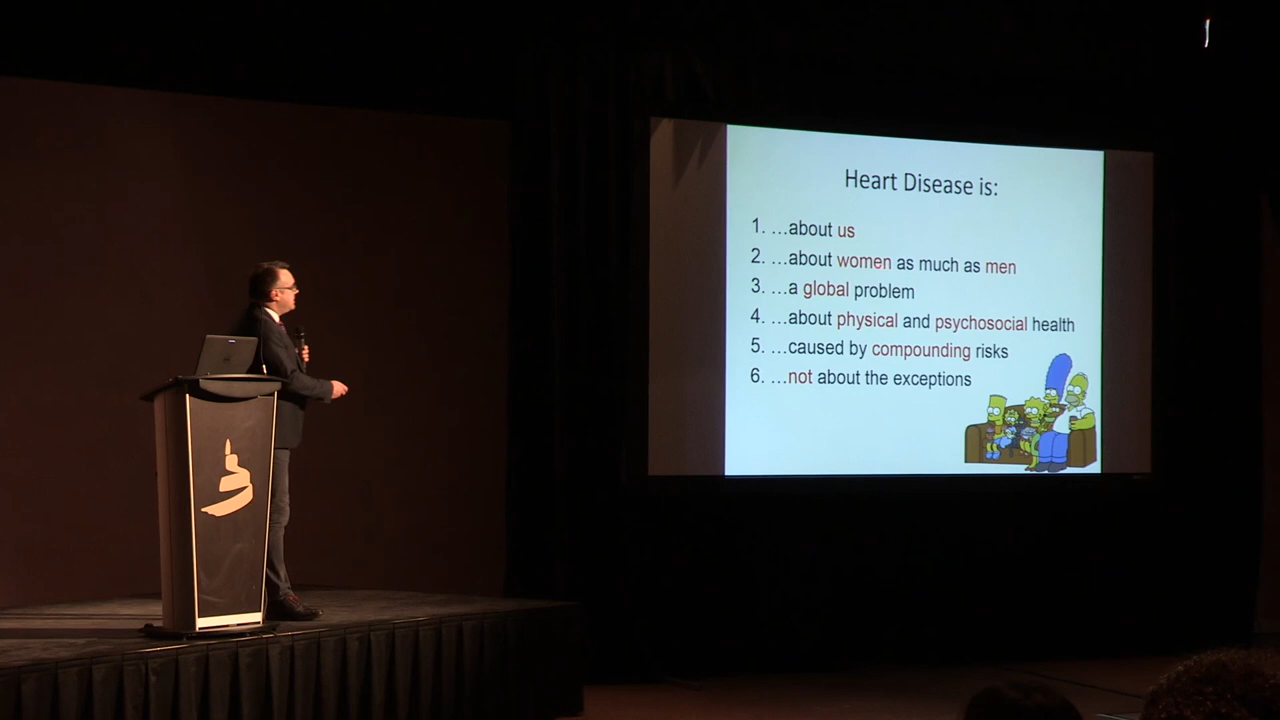 Heart Disease is:
1. ...about us
2. ...about women as much as men
3. ...a global problem
4. ...about physical and psychosocial health
5. ...caused by compounding risks
6. ...not about the exceptions